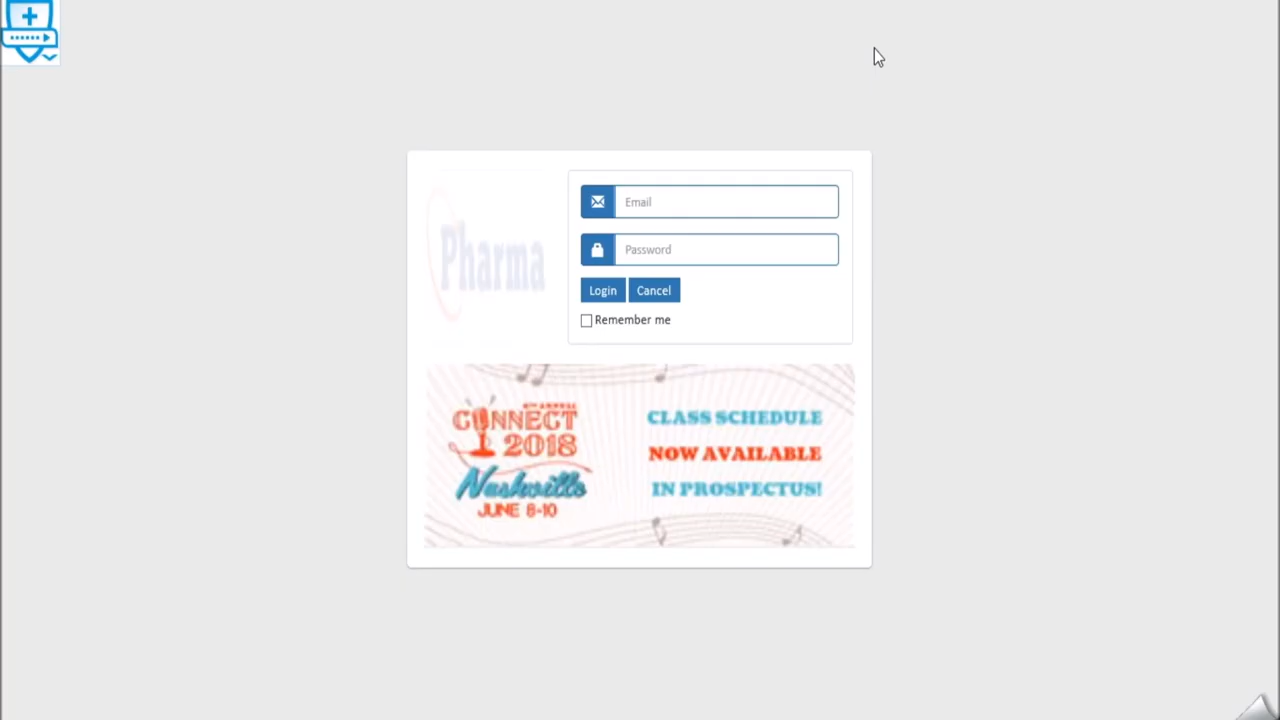 Pharma
Email
Password
Login Cancel
Remember me
CONNECT
2018
Nashville
JUNE 8-10
CLASS SCHEDULE
NOW AVAILABLE
IN PROSPECTUS!